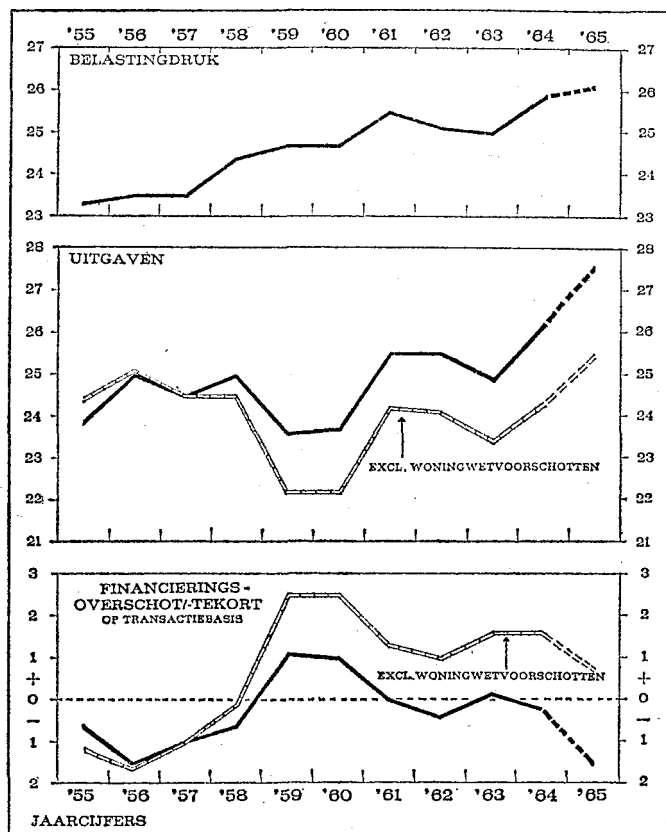 '55 '56 '57 '58 '59 '60 '61 '62 '63 '64 '65
27 27
BELASTINGDRUK
26 26
25 25
24
23 23
23 23
28 28
UITGAVEN
27 27
26 26
25 25
24 24
23 23
EXCL. WONINGWETVOORSCHOTTEN
22 22
21 21
3 3
FINANCIERINGS-
OVERSCHOT/-TEKORT
OP TRANSACTIEBASIS
2 2
1 1
EXCL. WONINGWETVOORSCHOTTEN
+ +
0 0
− −
1 1
2 2
'55 '56 '57 '58 '59 '60 '61 '62 '63 '64 '65
JAARCIJFERS